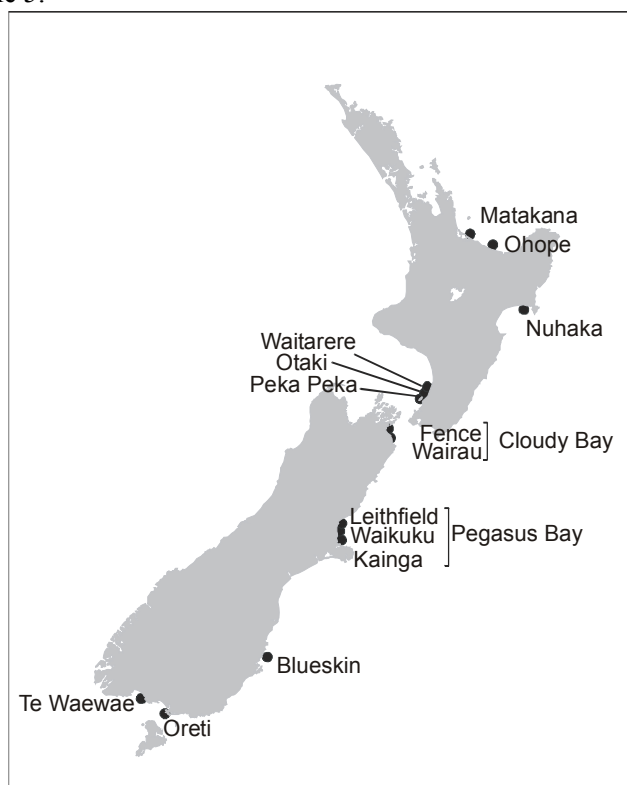 Matakana
Ohope
Nuhaka
Waitarere
Otaki
Peka Peka
Fence
Wairau
Cloudy Bay
Leithfield
Waikuku
Kainga
Pegasus Bay
Blueskin
Te Waewae
Oreti